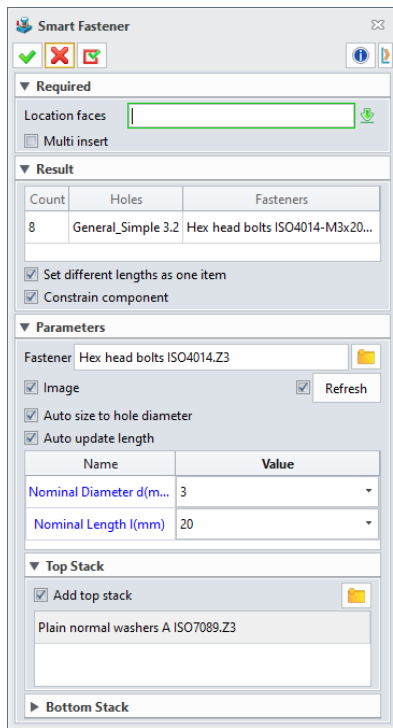 Smart Fastener
Required
Location faces
Multi insert
Result
Count Holes Fasteners
8 General_Simple 3.2 Hex head bolts ISO4014-M3x20...
Set different lengths as one item
Constrain component
Parameters
Fastener Hex head bolts ISO4014.Z3
Image Refresh
Auto size to hole diameter
Auto update length
Name Value
Nominal Diameter d(m... 3
Nominal Length l(mm) 20
Top Stack
Add top stack
Plain normal washers A ISO7089.Z3
Bottom Stack